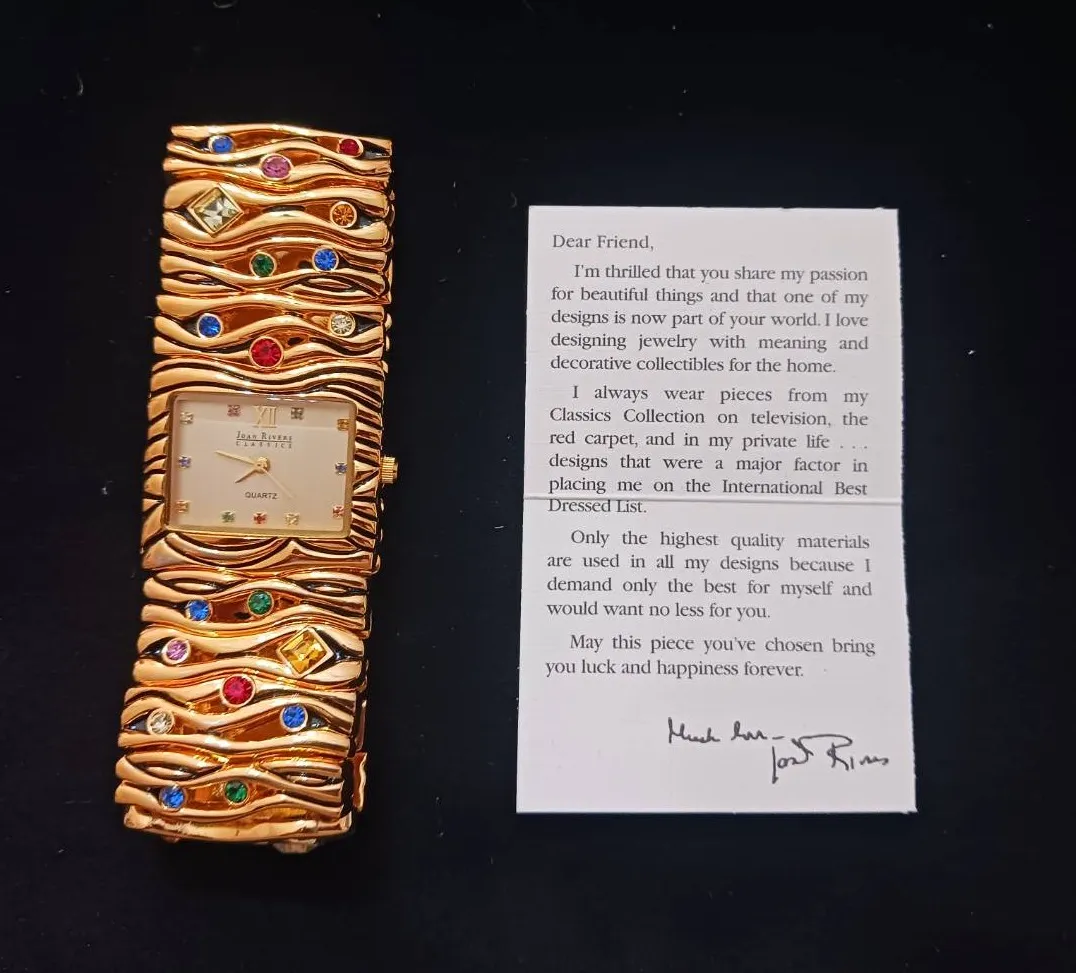 XII
JOAN RIVERS
CLASSICS
QUARTZ
Dear Friend,
I'm thrilled that you share my passion
for beautiful things and that one of my
designs is now part of your world. I love
designing jewelry with meaning and
decorative collectibles for the home.
I always wear pieces from my
Classics Collection on television, the
red carpet, and in my private life . . .
designs that were a major factor in
placing me on the International Best
Dressed List.
Only the highest quality materials
are used in all my designs because I
demand only the best for myself and
would want no less for you.
May this piece you've chosen bring
you luck and happiness forever.
Much love-
Joan Rivers